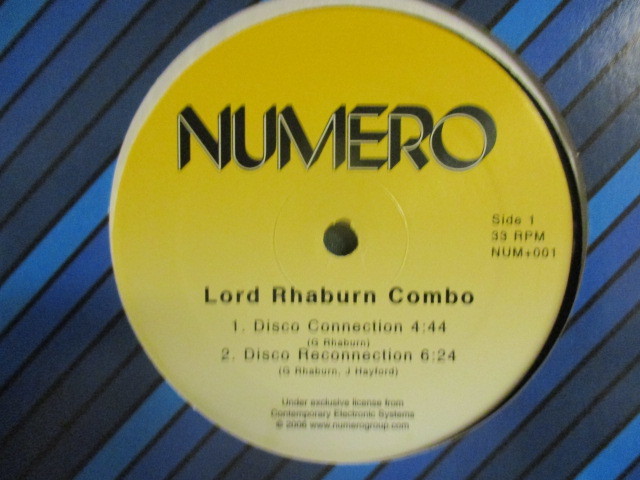 NUMERO
Side 1
33 RPM
NUM+001
Lord Rhaburn Combo
1. Disco Connection 4:44
(G Rhaburn)
2. Disco Reconnection 6:24
(G Rhaburn, J Hayford)
Under exclusive license from
Contemporary Electronic Systems
© 2006 www.numerogroup.com